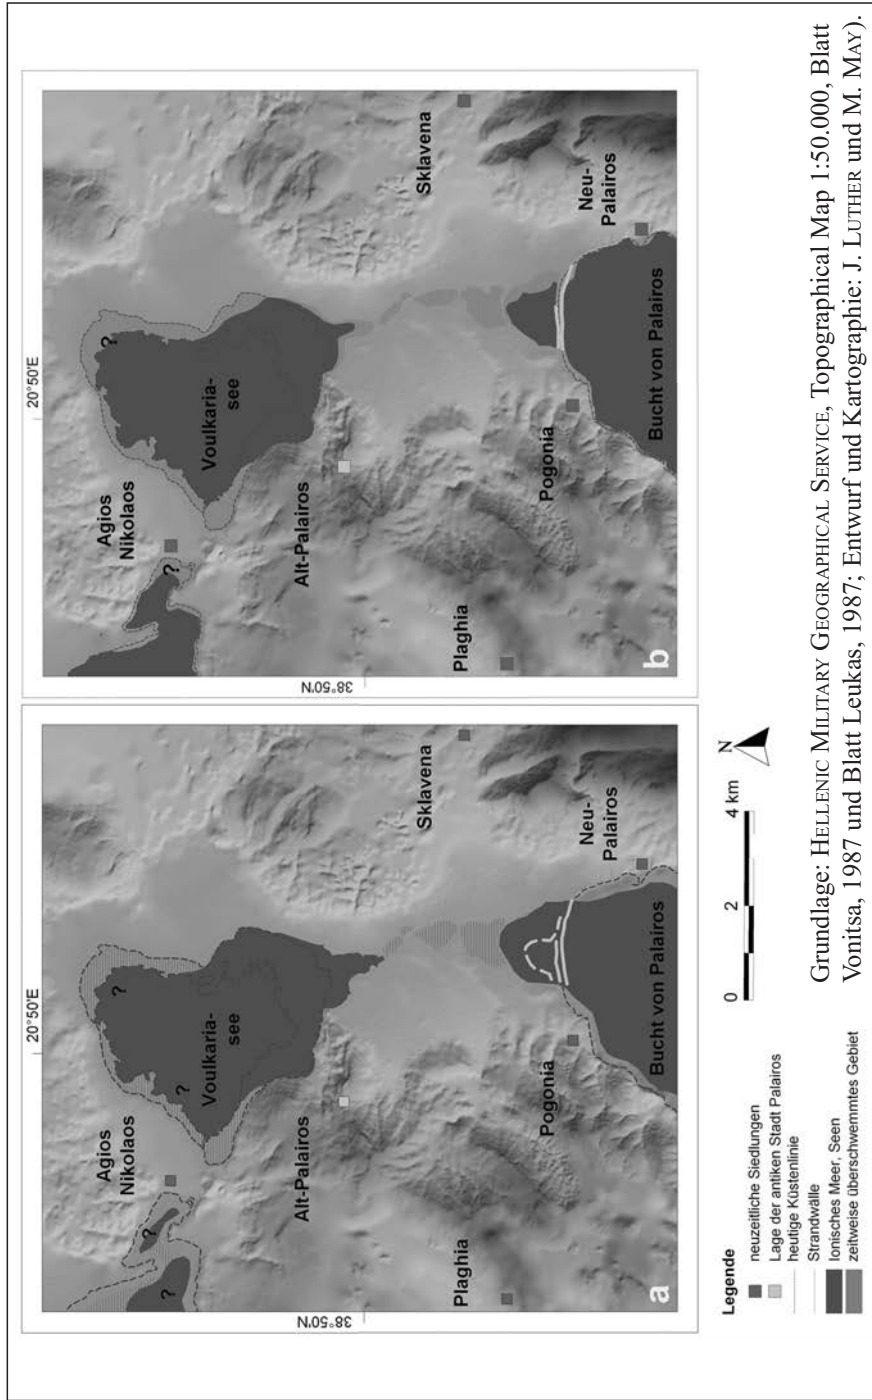 20°50'E
38°50'N
Agios
Nikolaos
?
?
?
?
Voulkaria-
see
Alt-Palairos
Sklavena
Plaghia
Pogonía
Neu-
Palairos
Bucht von Palairos
a
20°50'E
38°50'N
Agios
Nikolaos
?
?
Voulkaria-
see
Alt-Palairos
Sklavena
Plaghia
Pogonía
Neu-
Palairos
Bucht von Palairos
b
Legende
neuzeitliche Siedlungen
Lage der antiken Stadt Palairos
heutige Küstenlinie
Strandwälle
Ionisches Meer, Seen
zeitweise überschwemmtes Gebiet
0 2 4 km
N
Grundlage: HELLENIC MILITARY GEOGRAPHICAL SERVICE, Topographical Map 1:50.000, Blatt
Vonitsa, 1987 und Blatt Leukas, 1987; Entwurf und Kartographie: J. LUTHER und M. MAY).